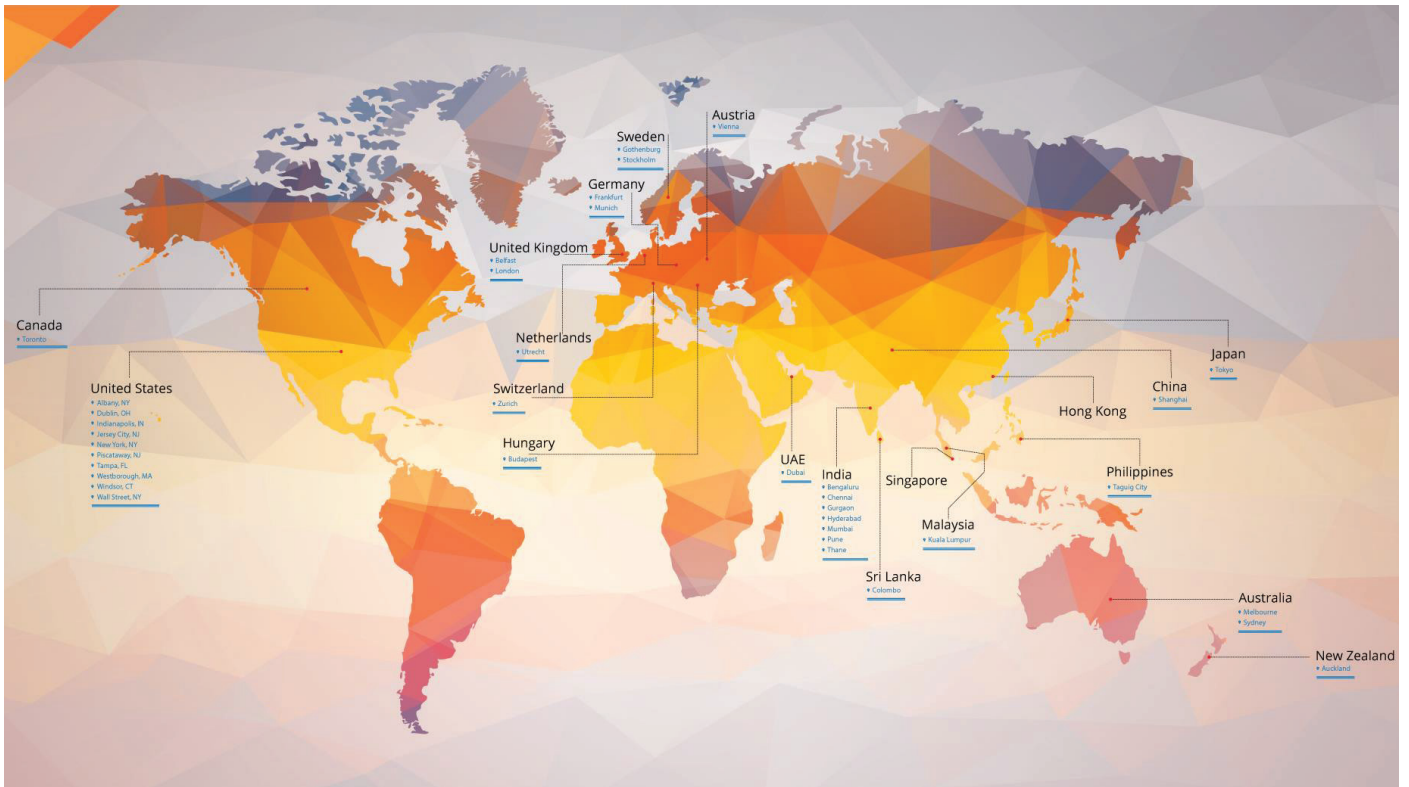 Austria
♦ Vienna
Sweden
♦ Gothenburg
♦ Stockholm
Germany
♦ Frankfurt
♦ Munich
United Kingdom
♦ Belfast
♦ London
Canada
♦ Toronto
Netherlands
♦ Utrecht
United States
♦ Albany, NY
♦ Dublin, OH
♦ Indianapolis, IN
♦ Jersey City, NJ
♦ New York, NY
♦ Piscataway, NJ
♦ Tampa, FL
♦ Westborough, MA
♦ Windsor, CT
♦ Wall Street, NY
Switzerland
♦ Zurich
Hungary
♦ Budapest
UAE
♦ Dubai
India
♦ Bengaluru
♦ Chennai
♦ Gurgaon
♦ Hyderabad
♦ Mumbai
♦ Pune
♦ Thane
Singapore
Malaysia
♦ Kuala Lumpur
Sri Lanka
♦ Colombo
Japan
♦ Tokyo
China
♦ Shanghai
Hong Kong
Philippines
♦ Taguig City
Australia
♦ Melbourne
♦ Sydney
New Zealand
♦ Auckland